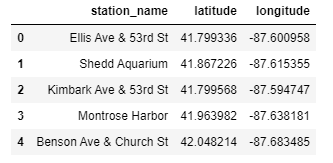 station_name latitude longitude
0 Ellis Ave & 53rd St 41.799336 -87.600958
1 Shedd Aquarium 41.867226 -87.615355
2 Kimbark Ave & 53rd St 41.799568 -87.594747
3 Montrose Harbor 41.963982 -87.638181
4 Benson Ave & Church St 42.048214 -87.683485